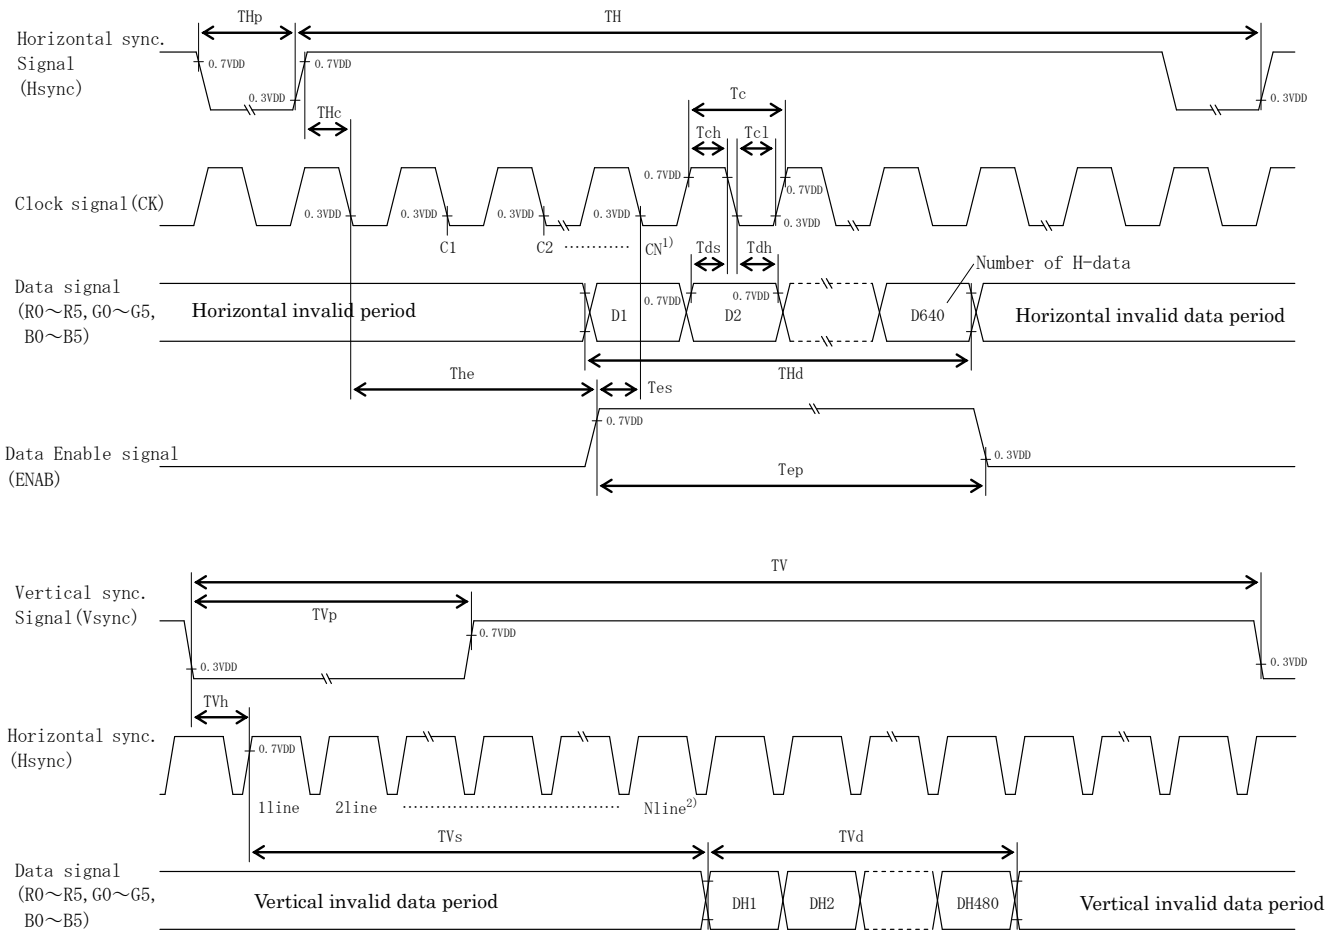 THp
TH
Horizontal sync.
Signal
(Hsync)
0.7VDD
0.3VDD
0.7VDD
0.3VDD
THc
Tc
Tch
Tcl
Clock signal(CK)
0.3VDD
0.3VDD
0.3VDD
0.3VDD
0.7VDD
0.7VDD
0.3VDD
C1
C2
..............
CN1)
Tds
Tdh
Number of H-data
Data signal
(R0～R5,G0～G5,
B0～B5)
Horizontal invalid period
D1
0.7VDD
D2
0.7VDD
D640
Horizontal invalid data period
The
Tes
THd
0.7VDD
Data Enable signal
(ENAB)
0.3VDD
Tep
TV
Vertical sync.
Signal(Vsync)
TVp
0.7VDD
0.3VDD
0.3VDD
TVh
Horizontal sync.
(Hsync)
0.7VDD
1line
2line
..............................................
Nline2)
TVs
TVd
Data signal
(R0～R5,G0～G5,
B0～B5)
Vertical invalid data period
DH1
DH2
DH480
Vertical invalid data period